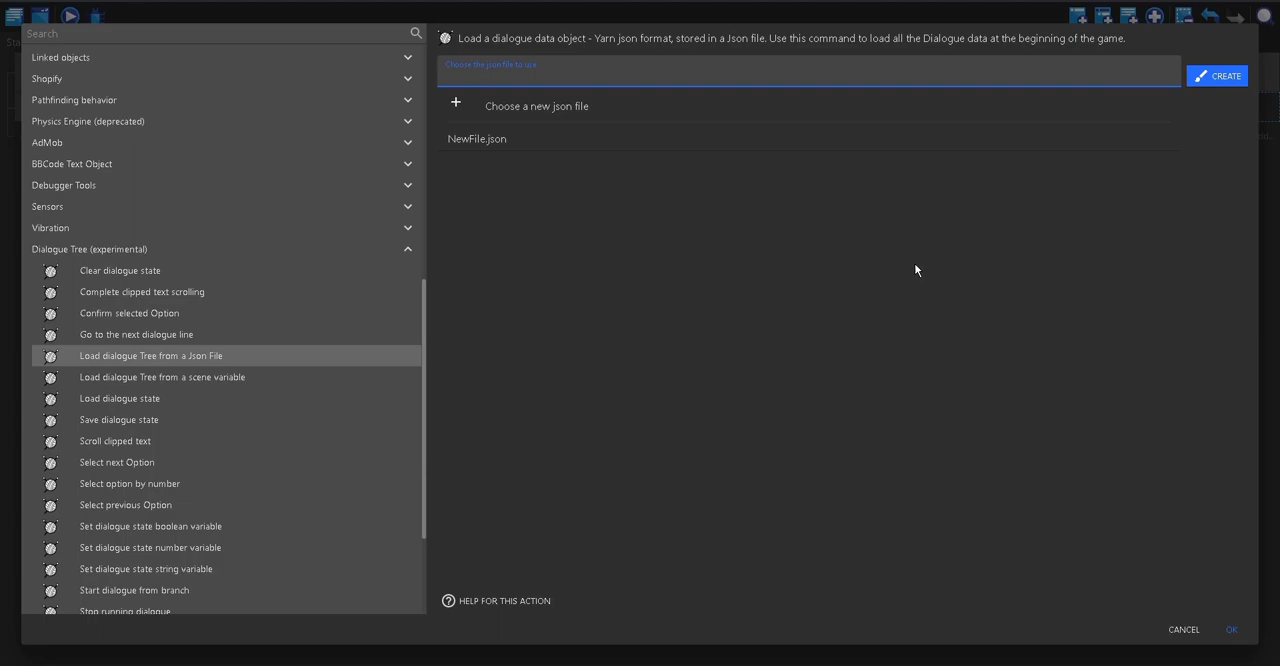 Search
Linked objects
Shopify
Pathfinding behavior
Physics Engine (deprecated)
AdMob
BBCode Text Object
Debugger Tools
Sensors
Vibration
Dialogue Tree (experimental)
Clear dialogue state
Complete clipped text scrolling
Confirm selected Option
Go to the next dialogue line
Load dialogue Tree from a Json File
Load dialogue Tree from a scene variable
Load dialogue state
Save dialogue state
Scroll clipped text
Select next Option
Select option by number
Select previous Option
Set dialogue state boolean variable
Set dialogue state number variable
Set dialogue state string variable
Start dialogue from branch
Stop running dialogue
Load a dialogue data object - Yarn json format, stored in a Json file. Use this command to load all the Dialogue data at the beginning of the game.
Choose the json file to use
CREATE
Choose a new json file
NewFile.json
HELP FOR THIS ACTION
CANCEL
OK